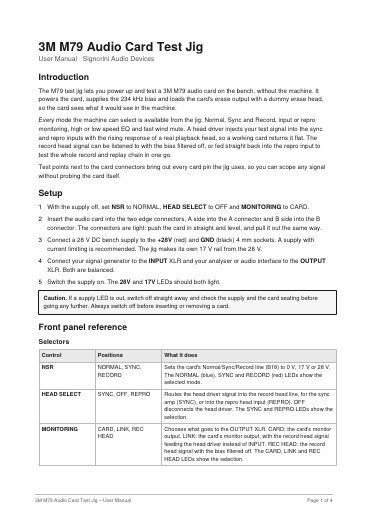 3M M79 Audio Card Test Jig
User Manual · Signorini Audio Devices
Introduction
The M79 test jig lets you power up and test a 3M M79 audio card on the bench, without the machine. It
powers the card, supplies the 234 kHz bias and loads the card's erase output with a dummy erase head,
so the card sees what it would see in the machine.
Every mode the machine can select is available from the jig: Normal, Sync and Record, input or repro
monitoring, high or low speed EQ and fast wind mute. A head driver injects your test signal into the sync
and repro inputs with the rising response of a real playback head, so a working card returns it flat. The
record head signal can be listened to with the bias filtered off, or fed straight back into the repro input to
test the whole record and replay chain in one go.
Test points next to the card connectors bring out every card pin the jig uses, so you can scope any signal
without probing the card itself.
Setup
1 With the supply off, set NSR to NORMAL, HEAD SELECT to OFF and MONITORING to CARD.
2 Insert the audio card into the two edge connectors, A side into the A connector and B side into the B
connector. The connectors are tight: push the card in straight and level, and pull it out the same way.
3 Connect a 28 V DC bench supply to the +28V (red) and GND (black) 4 mm sockets. A supply with
current limiting is recommended. The jig makes its own 17 V rail from the 28 V.
4 Connect your signal generator to the INPUT XLR and your analyser or audio interface to the OUTPUT
XLR. Both are balanced.
5 Switch the supply on. The 28V and 17V LEDs should both light.
Caution. If a supply LED is out, switch off straight away and check the supply and the card seating before
going any further. Always switch off before inserting or removing a card.
Front panel reference
Selectors
Control Positions What it does
NSR NORMAL, SYNC, Sets the card's Normal/Sync/Record line (B18) to 0 V, 17 V or 28 V.
RECORD The NORMAL (blue), SYNC and RECORD (red) LEDs show the
selected mode.
HEAD SELECT SYNC, OFF, REPRO Routes the head driver signal into the record head line, for the sync
amp (SYNC), or into the repro head input (REPRO). OFF
disconnects the head driver. The SYNC and REPRO LEDs show the
selection.
MONITORING CARD, LINK, REC Chooses what goes to the OUTPUT XLR. CARD: the card's monitor
HEAD output. LINK: the card's monitor output, with the record head signal
feeding the head driver instead of INPUT. REC HEAD: the record
head signal with the bias filtered off. The CARD, LINK and REC
HEAD LEDs show the selection.
3M M79 Audio Card Test Jig – User Manual Page 1 of 4